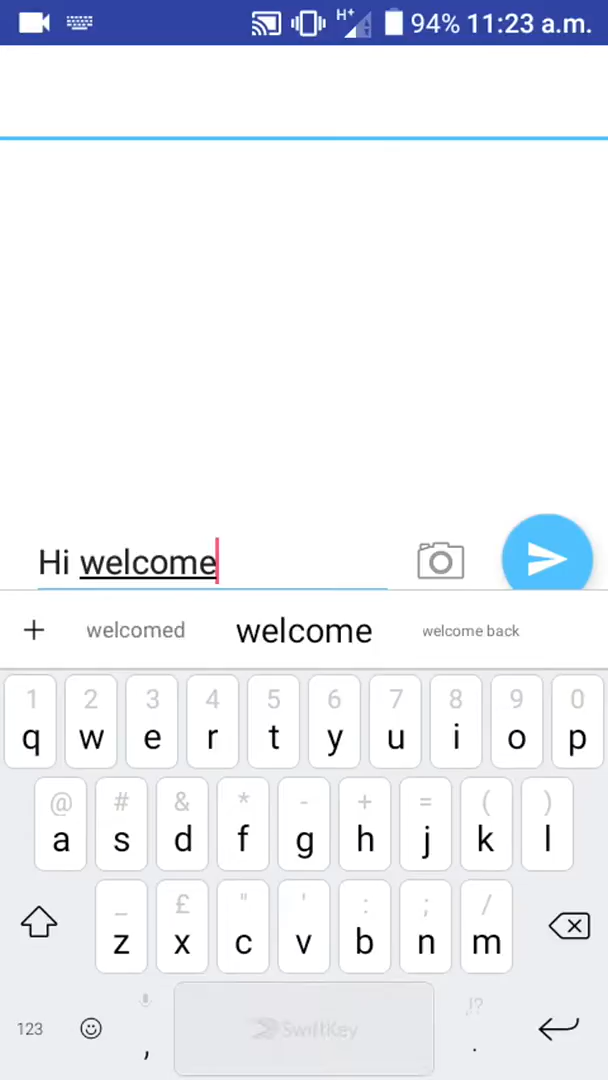 H+ 94% 11:23 a.m.
Hi welcome
+ welcomed welcome welcome back
1 2 3 4 5 6 7 8 9 0
q w e r t y u i o p
@ # & * - + = ( )
a s d f g h j k l
_ £ " ' : ; /
z x c v b n m
,!?
123 , SwiftKey .